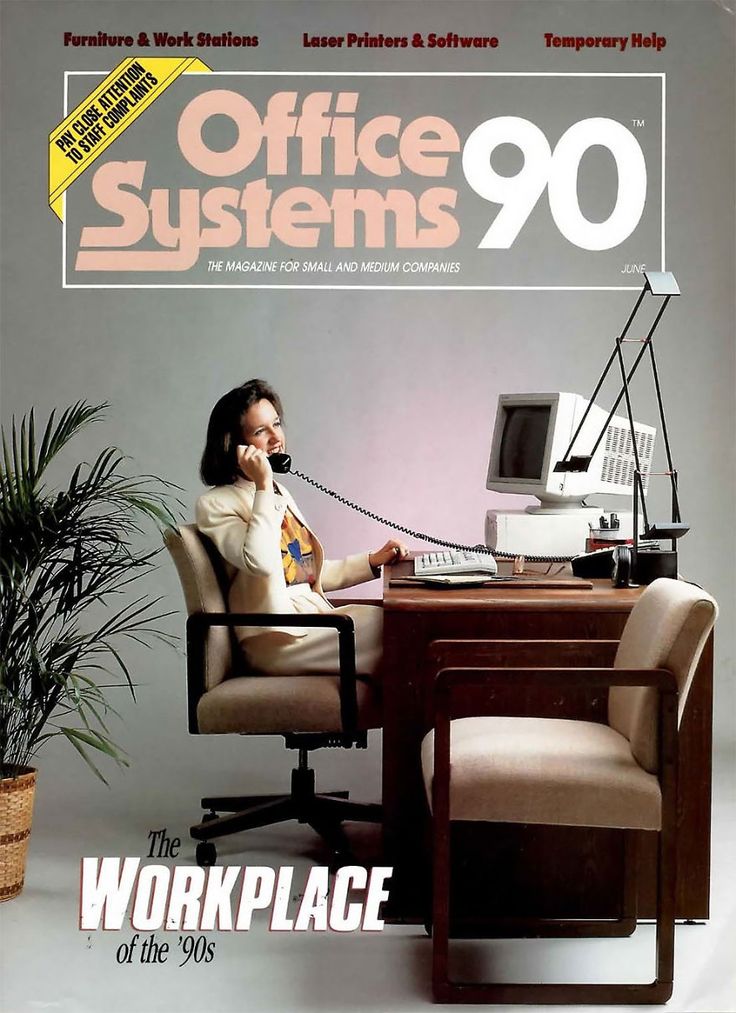 Furniture & Work Stations
Laser Printers & Software
Temporary Help
PAY CLOSE ATTENTION
TO STAFF COMPLAINTS
Office
Systems
90
TM
THE MAGAZINE FOR SMALL AND MEDIUM COMPANIES
JUNE
The
WORKPLACE
of the '90s